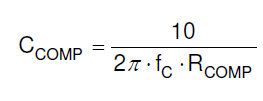 C_COMP = 10 / (2π · f_C · R_COMP)